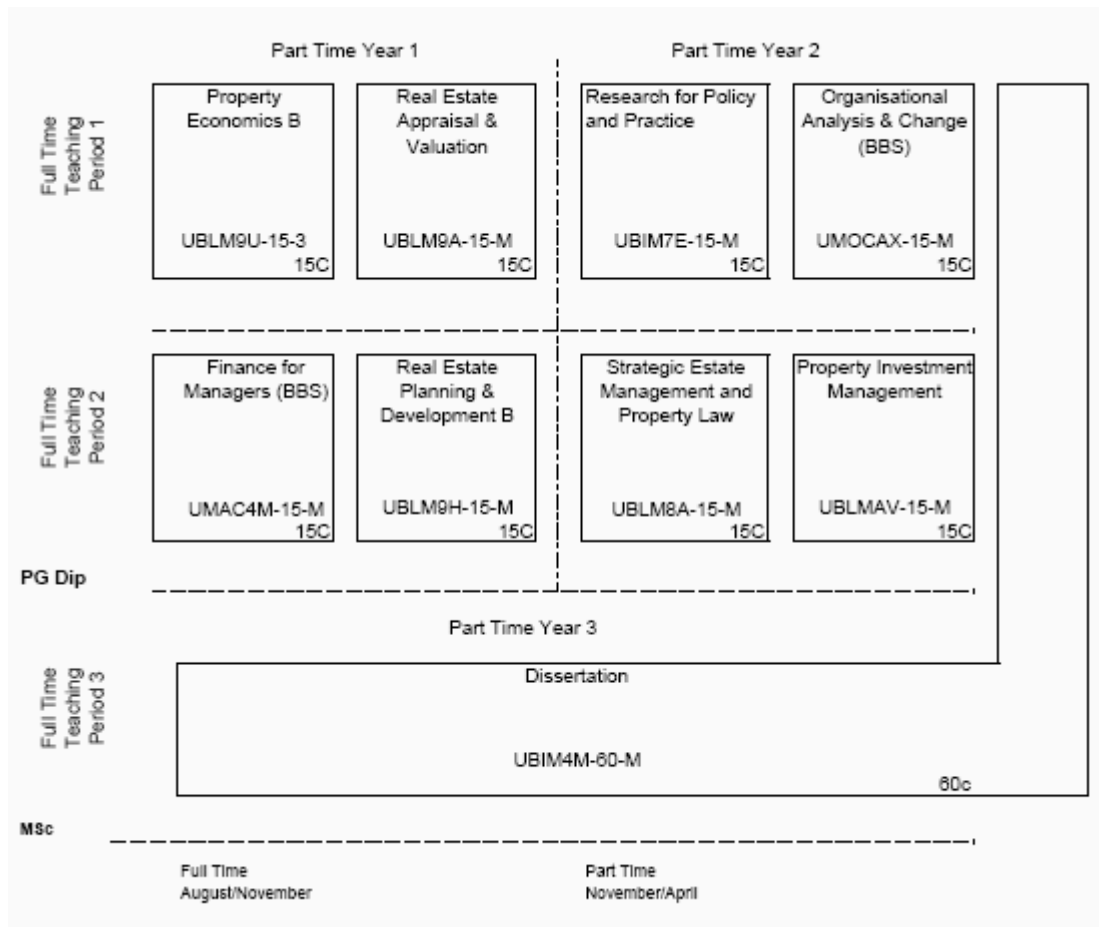 Part Time Year 1
Part Time Year 2
Full Time
Teaching
Period 1
Property
Economics B
UBLM9U-15-3
15C
Real Estate
Appraisal &
Valuation
UBLM9A-15-M
15C
Research for Policy
and Practice
UBIM7E-15-M
15C
Organisational
Analysis & Change
(BBS)
UMOCAX-15-M
15C
Full Time
Teaching
Period 2
Finance for
Managers (BBS)
UMAC4M-15-M
15C
Real Estate
Planning &
Development B
UBLM9H-15-M
15C
Strategic Estate
Management and
Property Law
UBLM8A-15-M
15C
Property Investment
Management
UBLMAV-15-M
15C
PG Dip
Part Time Year 3
Full Time
Teaching
Period 3
Dissertation
UBIM4M-60-M
60c
MSc
Full Time
August/November
Part Time
November/April